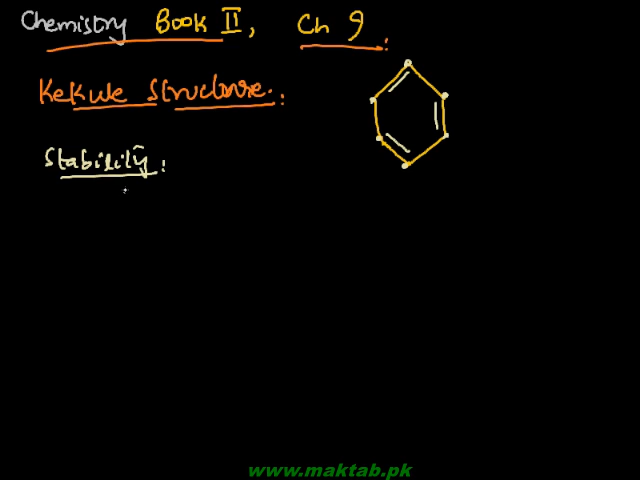 Chemistry Book II, Ch 9:
Kekule Structure:
Stability:
www.maktab.pk